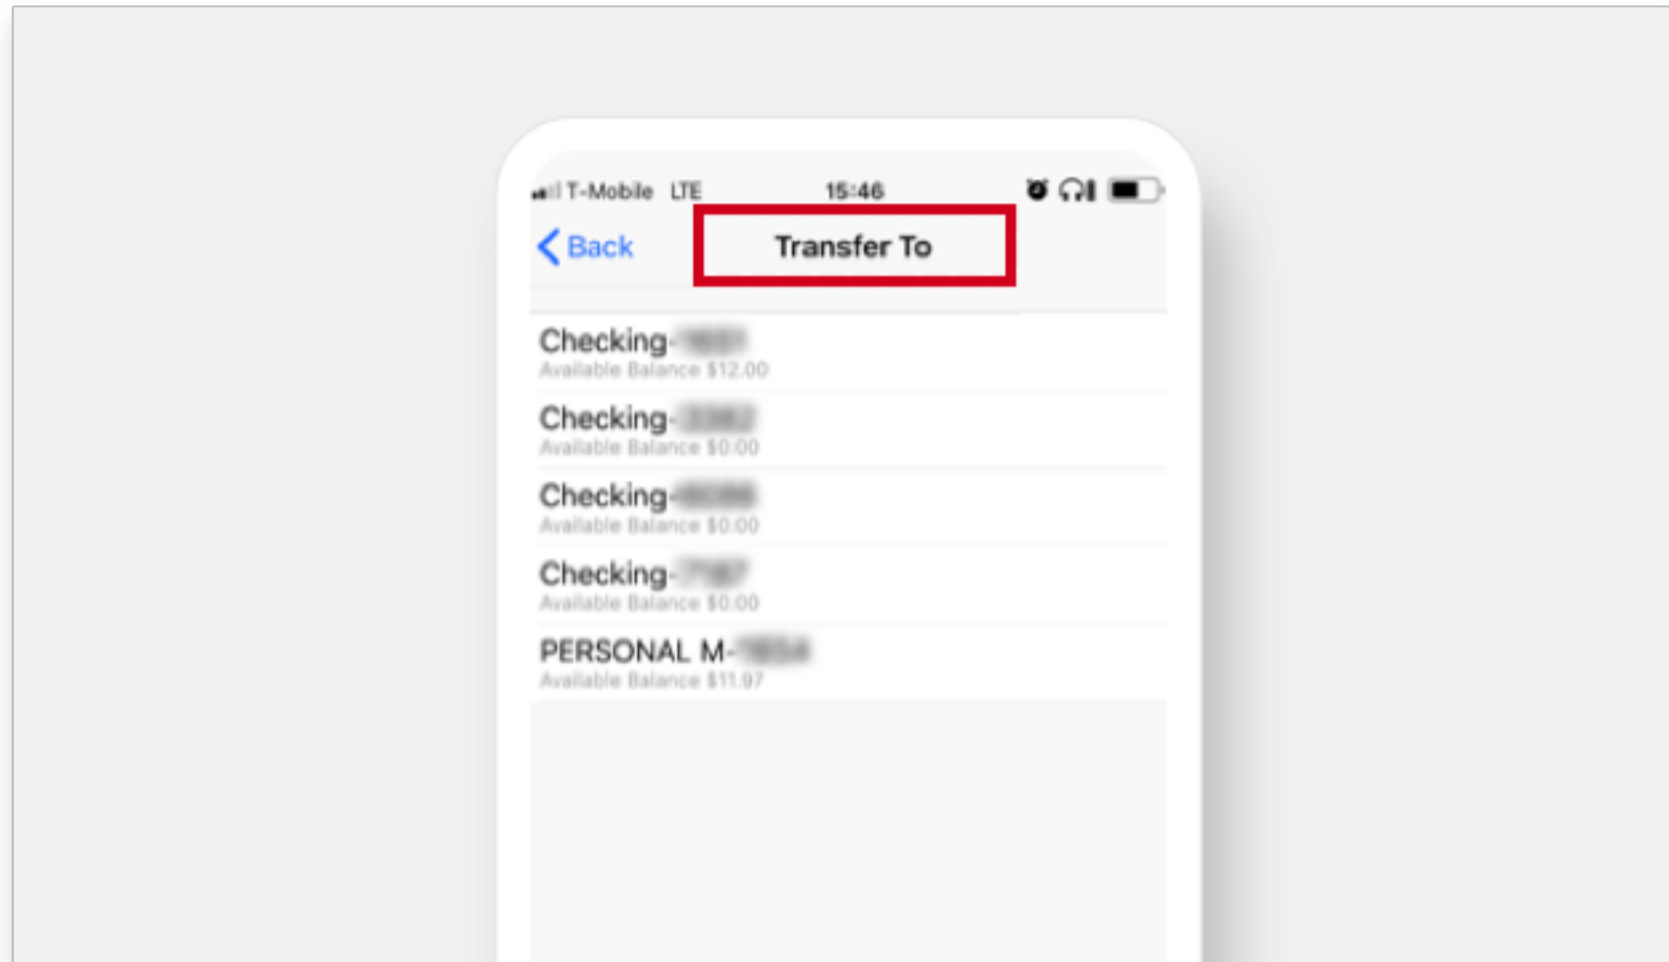 T-Mobile LTE 15:46
Back Transfer To
Checking-
Available Balance $12.00
Checking-
Available Balance $0.00
Checking-
Available Balance $0.00
Checking-
Available Balance $0.00
PERSONAL M-
Available Balance $11.97